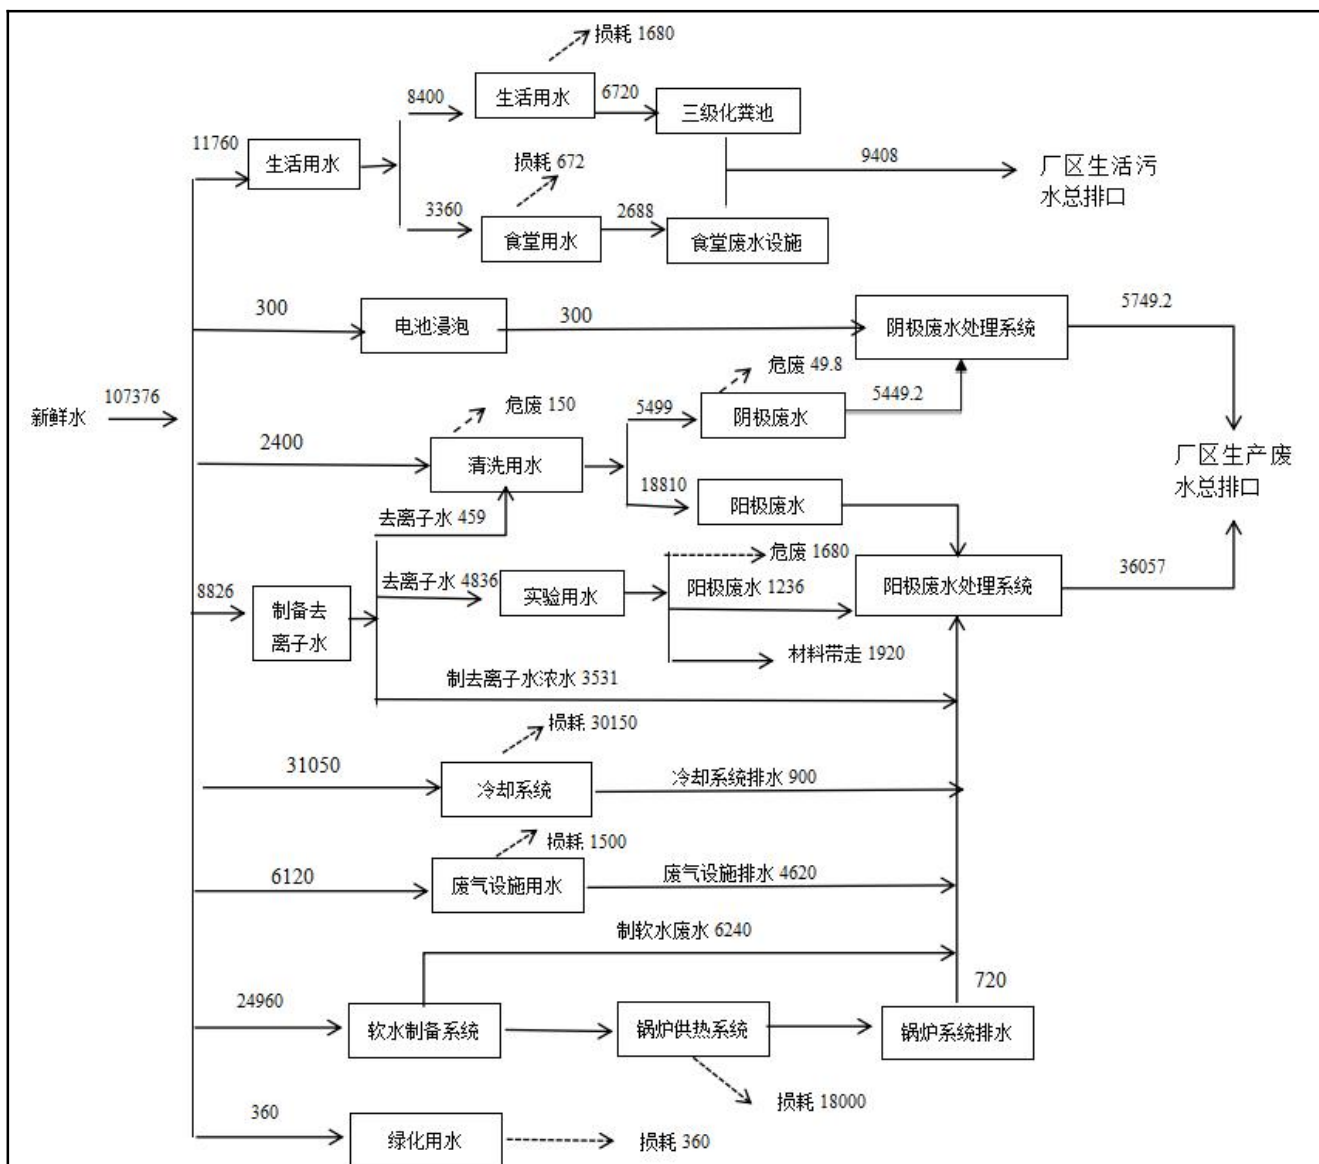 损耗 1680
8400
生活用水
6720
三级化粪池
11760
生活用水
损耗 672
9408
厂区生活污
水总排口
3360
食堂用水
2688
食堂废水设施
300
电池浸泡
300
阴极废水处理系统
5749.2
新鲜水
107376
危废 49.8
危废 150
5499
阴极废水
5449.2
2400
清洗用水
厂区生产废
水总排口
18810
阳极废水
去离子水 459
8826
制备去
离子水
去离子水 4836
实验用水
危废 1680
阳极废水 1236
阳极废水处理系统
36057
材料带走 1920
制去离子水浓水 3531
损耗 30150
31050
冷却系统
冷却系统排水 900
损耗 1500
6120
废气设施用水
废气设施排水 4620
制软水废水 6240
720
24960
软水制备系统
锅炉供热系统
锅炉系统排水
损耗 18000
360
绿化用水
损耗 360